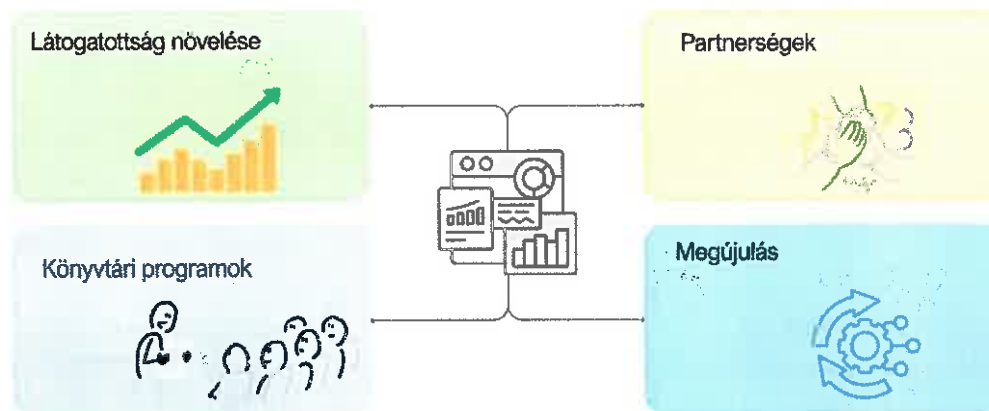 Látogatottság növelése
Partnerségek
Könyvtári programok
Megújulás